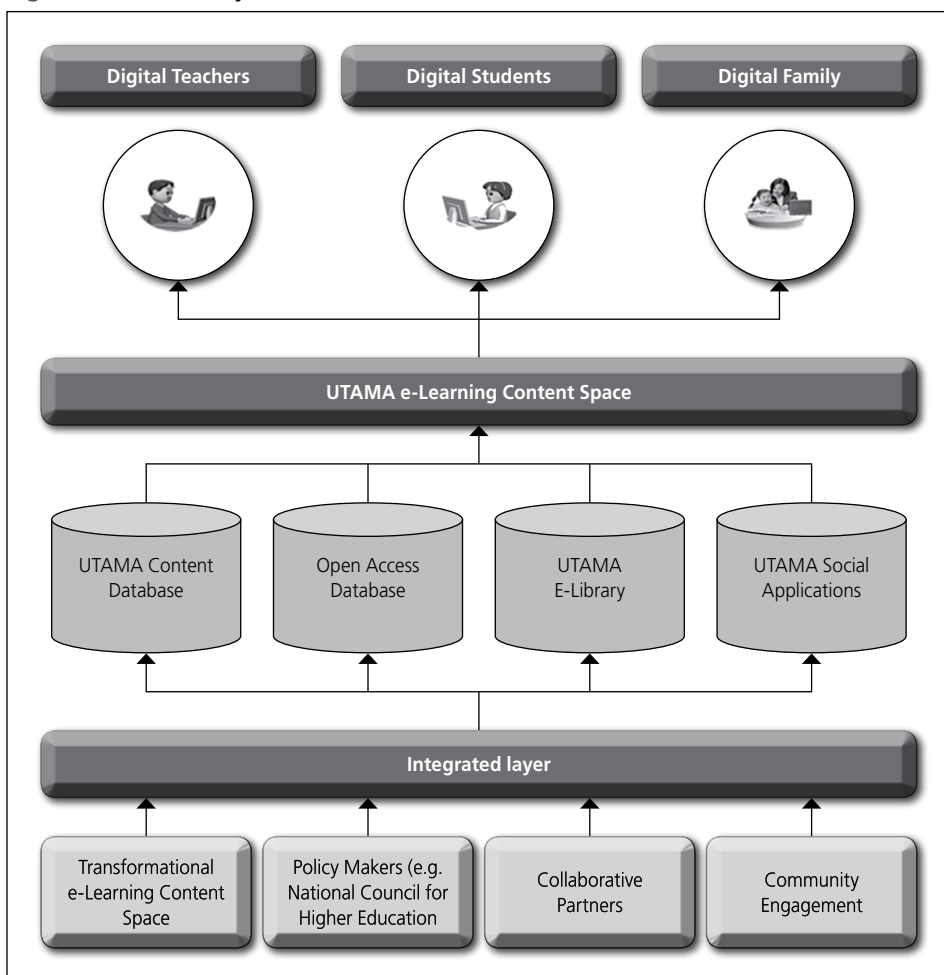 Digital Teachers
Digital Students
Digital Family
UTAMA e-Learning Content Space
UTAMA Content
Database
Open Access
Database
UTAMA
E-Library
UTAMA Social
Applications
Integrated layer
Transformational
e-Learning Content
Space
Policy Makers (e.g.
National Council for
Higher Education
Collaborative
Partners
Community
Engagement